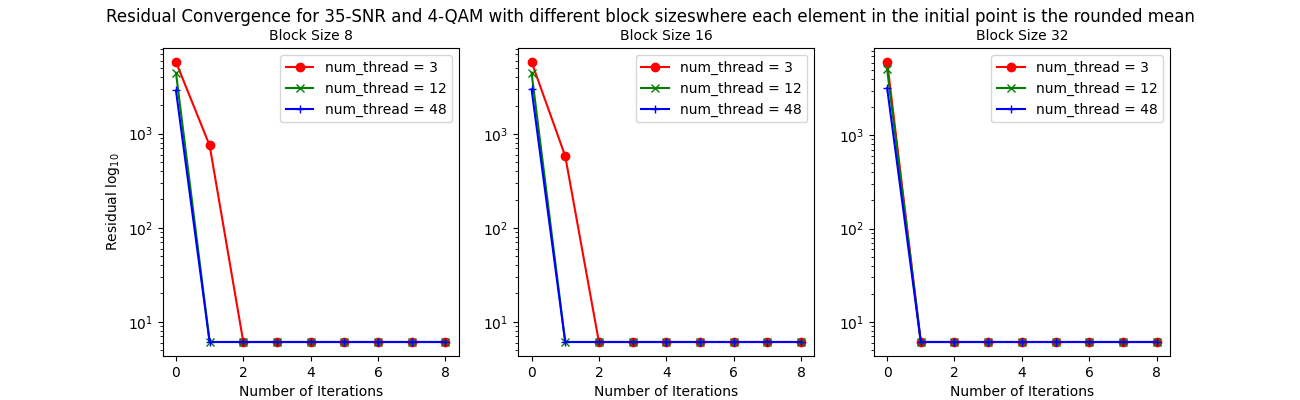 Residual Convergence for 35-SNR and 4-QAM with different block sizeswhere each element in the initial point is the rounded mean
Block Size 8
num_thread = 3
num_thread = 12
num_thread = 48
10³
10²
10¹
Residual log₁₀
0 2 4 6 8
Number of Iterations
Block Size 16
num_thread = 3
num_thread = 12
num_thread = 48
10³
10²
10¹
0 2 4 6 8
Number of Iterations
Block Size 32
num_thread = 3
num_thread = 12
num_thread = 48
10³
10²
10¹
0 2 4 6 8
Number of Iterations